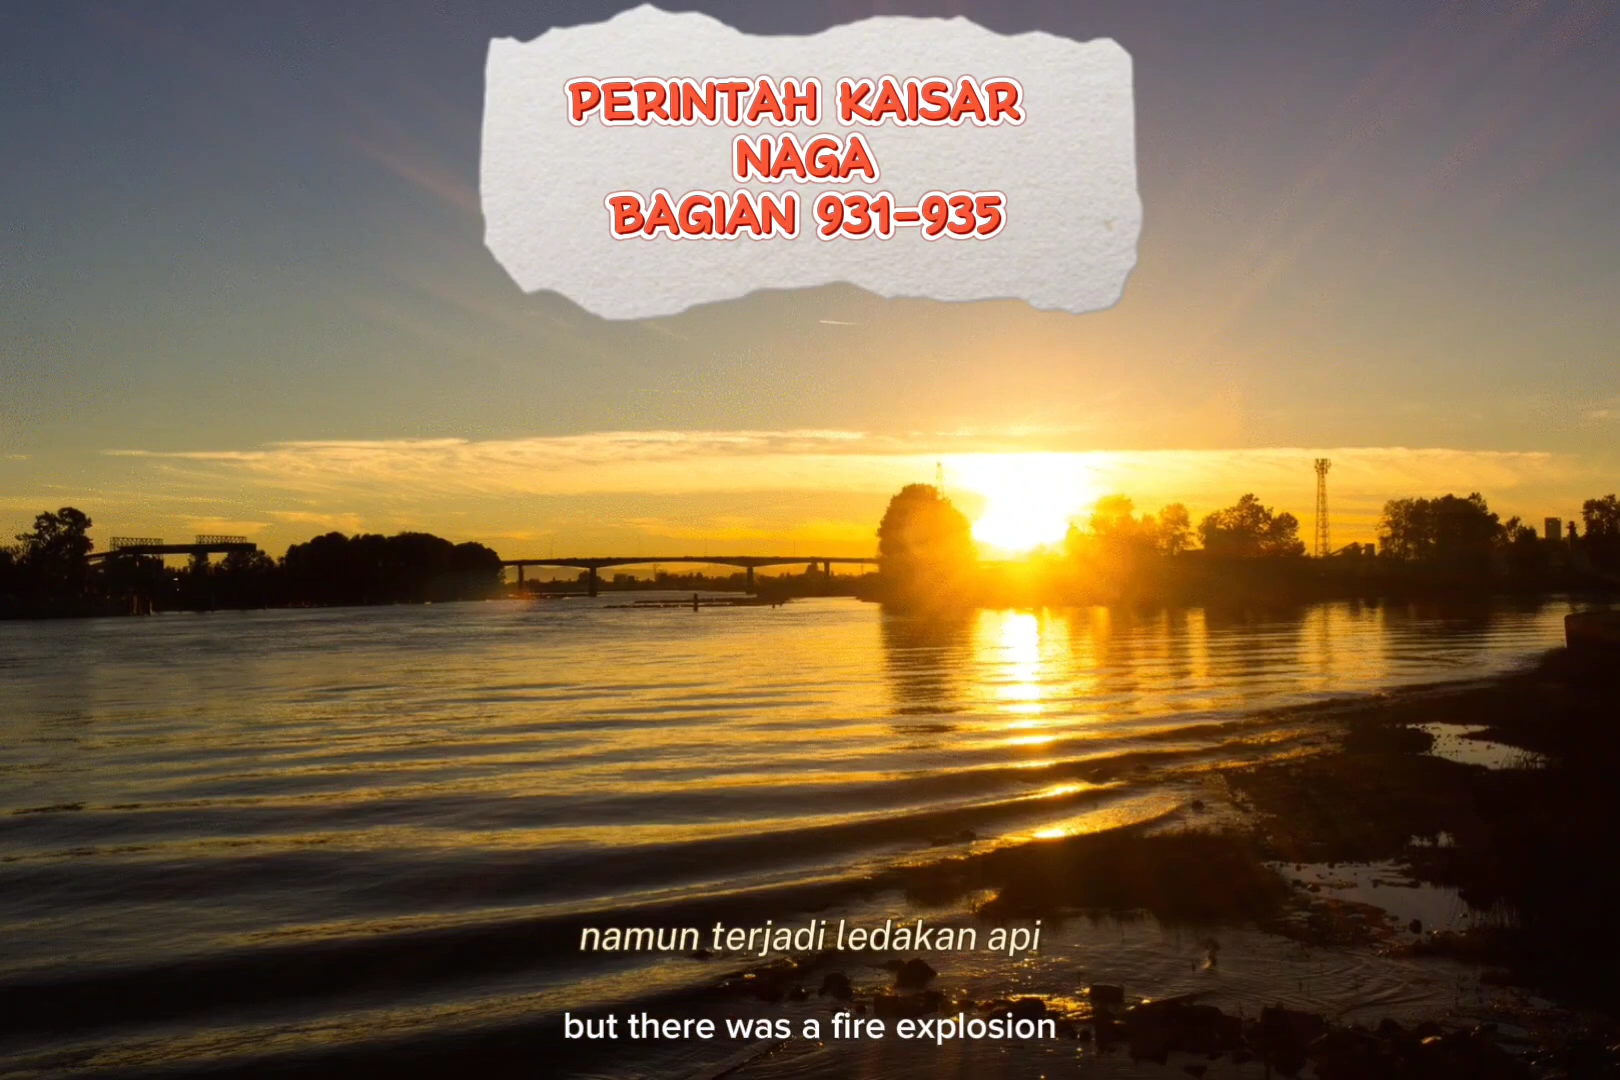 PERINTAH KAISAR
NAGA
BAGIAN 931-935
namun terjadi ledakan api
but there was a fire explosion